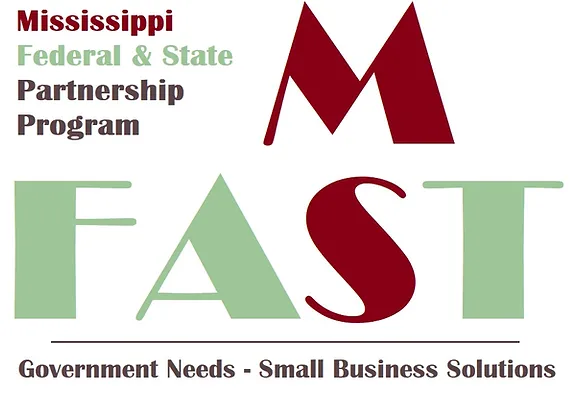 Mississippi
Federal & State
Partnership
Program
M
FAST
Government Needs - Small Business Solutions